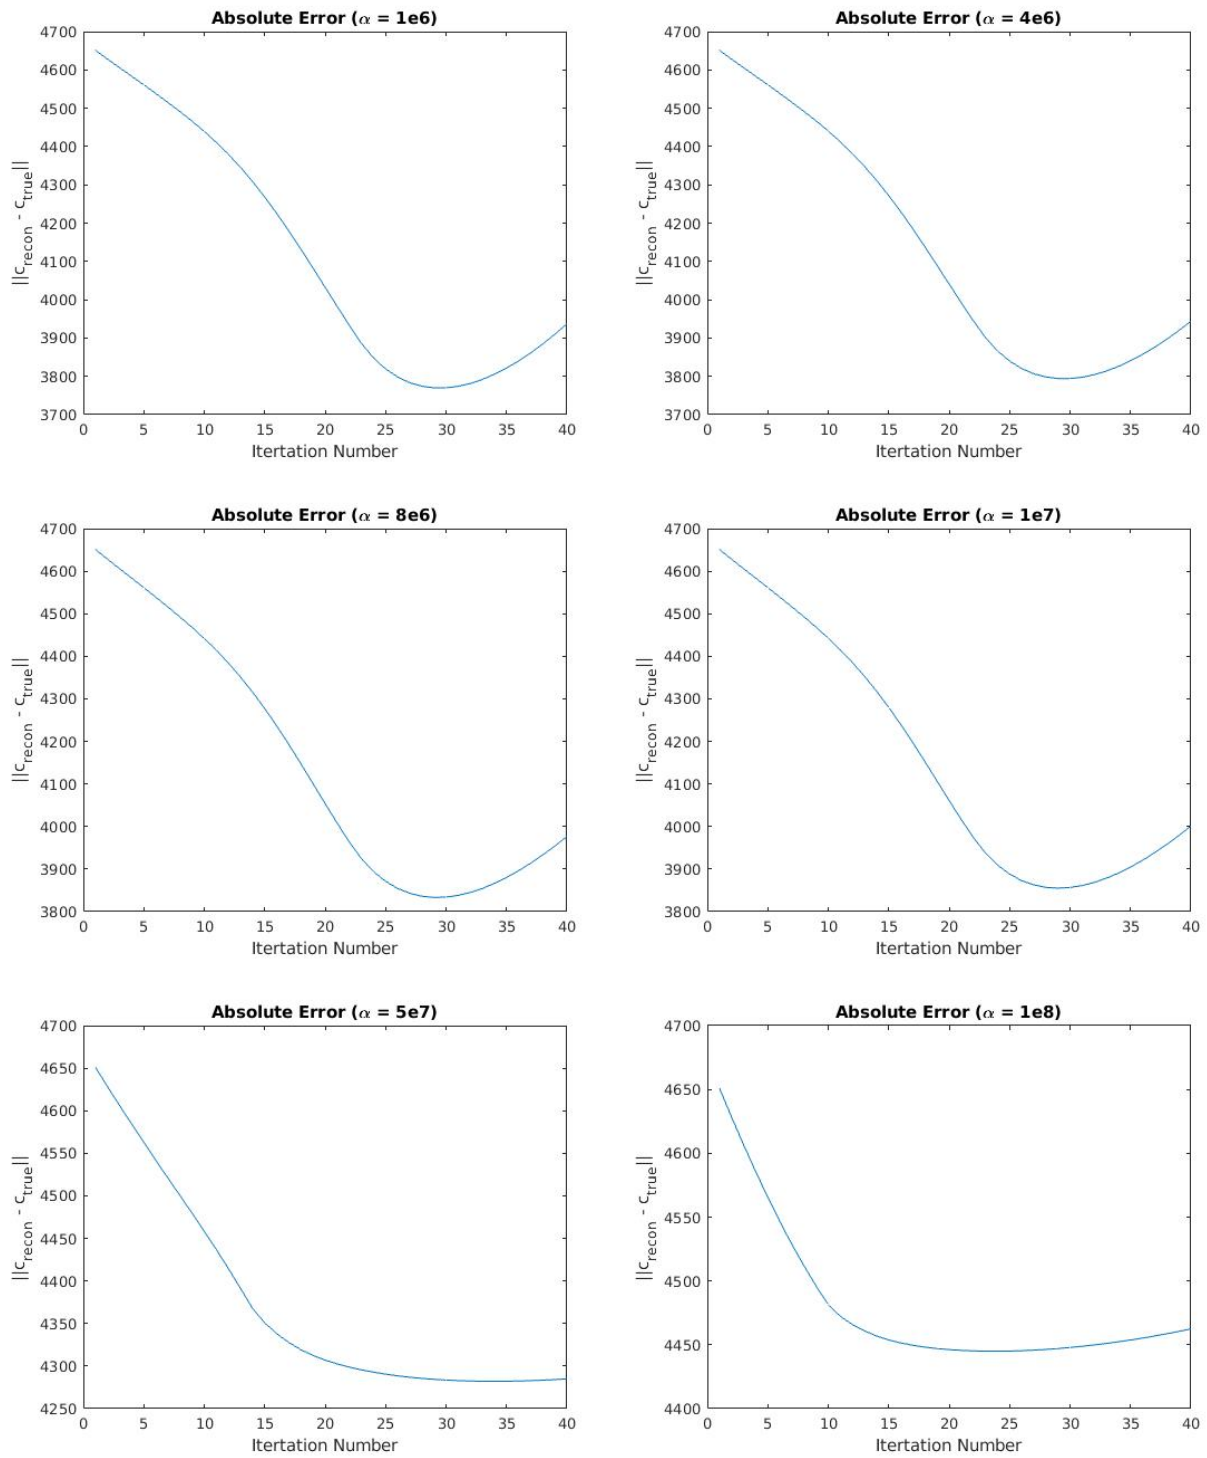 Absolute Error (α = 1e6)
4700
4600
4500
4400
4300
4200
4100
4000
3900
3800
3700
||c_recon - c_true||
0 5 10 15 20 25 30 35 40
Itertation Number
Absolute Error (α = 4e6)
4700
4600
4500
4400
4300
4200
4100
4000
3900
3800
3700
||c_recon - c_true||
0 5 10 15 20 25 30 35 40
Itertation Number
Absolute Error (α = 8e6)
4700
4600
4500
4400
4300
4200
4100
4000
3900
3800
||c_recon - c_true||
0 5 10 15 20 25 30 35 40
Itertation Number
Absolute Error (α = 1e7)
4700
4600
4500
4400
4300
4200
4100
4000
3900
3800
||c_recon - c_true||
0 5 10 15 20 25 30 35 40
Itertation Number
Absolute Error (α = 5e7)
4700
4650
4600
4550
4500
4450
4400
4350
4300
4250
||c_recon - c_true||
0 5 10 15 20 25 30 35 40
Itertation Number
Absolute Error (α = 1e8)
4700
4650
4600
4550
4500
4450
4400
||c_recon - c_true||
0 5 10 15 20 25 30 35 40
Itertation Number